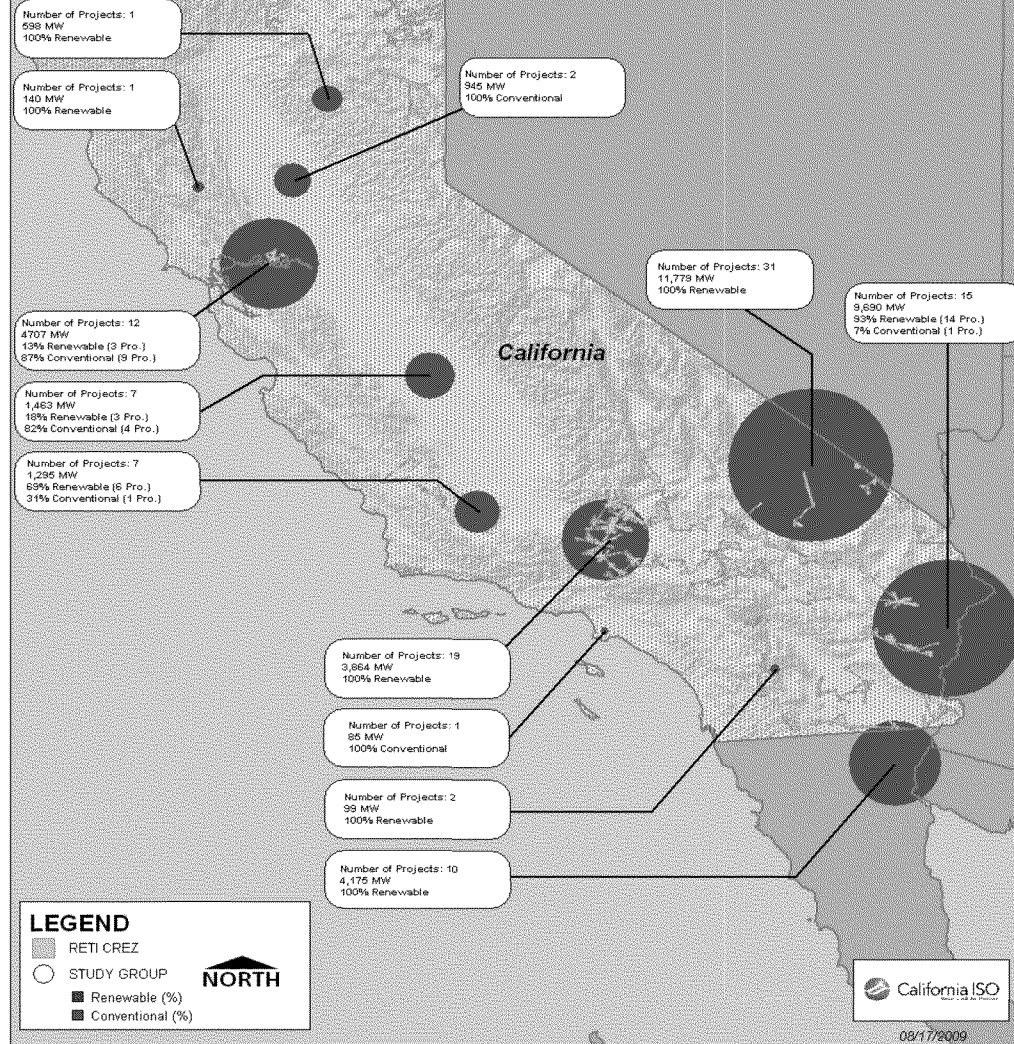 Number of Projects: 1
598 MW
100% Renewable
Number of Projects: 1
140 MW
100% Renewable
Number of Projects: 2
945 MW
100% Conventional
Number of Projects: 31
11,779 MW
100% Renewable
Number of Projects: 15
9,690 MW
93% Renewable (14 Pro.)
7% Conventional (1 Pro.)
Number of Projects: 12
4707 MW
13% Renewable (3 Pro.)
87% Conventional (9 Pro.)
California
Number of Projects: 7
1,463 MW
18% Renewable (3 Pro.)
82% Conventional (4 Pro.)
Number of Projects: 7
1,295 MW
69% Renewable (6 Pro.)
31% Conventional (1 Pro.)
Number of Projects: 19
3,864 MW
100% Renewable
Number of Projects: 1
85 MW
100% Conventional
Number of Projects: 2
99 MW
100% Renewable
Number of Projects: 10
4,175 MW
100% Renewable
LEGEND
RETI CREZ
STUDY GROUP
NORTH
Renewable (%)
Conventional (%)
California ISO
08/17/2009